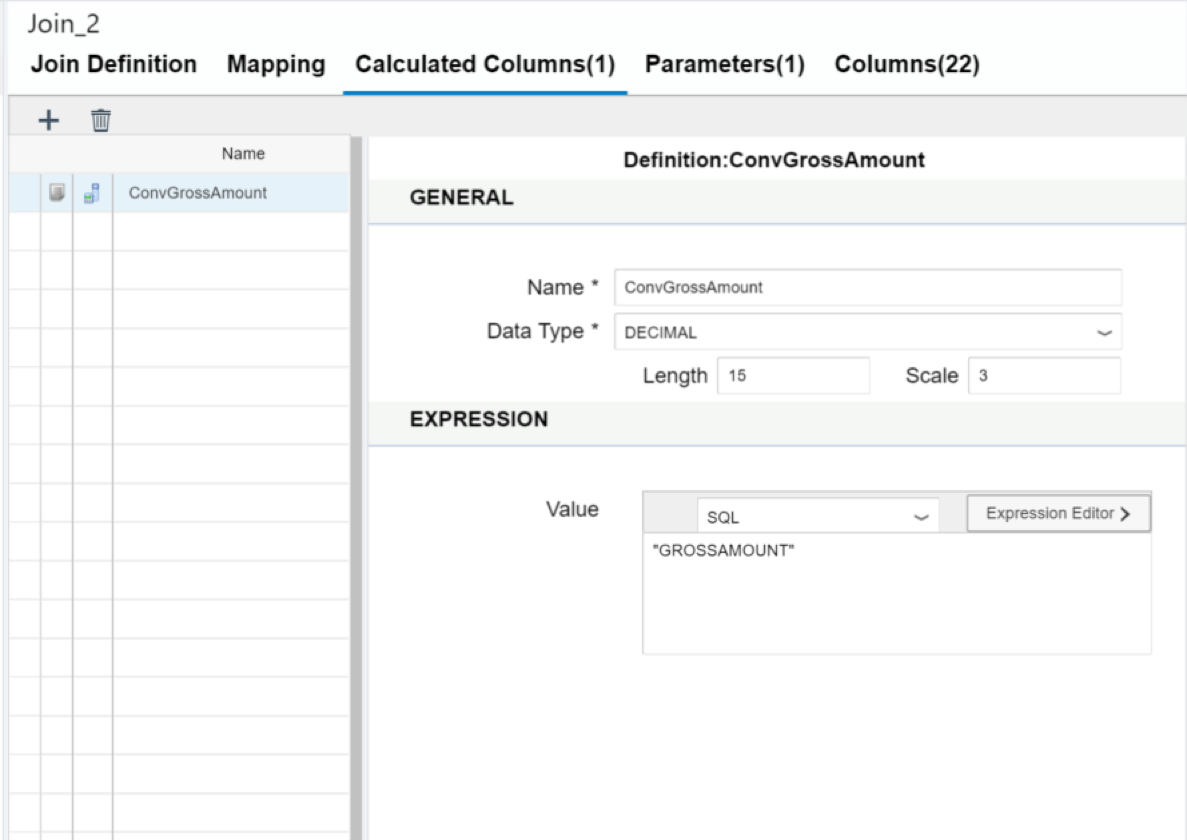 Join_2
Join Definition Mapping Calculated Columns(1) Parameters(1) Columns(22)
Name
ConvGrossAmount
Definition:ConvGrossAmount
GENERAL
Name * ConvGrossAmount
Data Type * DECIMAL
Length 15 Scale 3
EXPRESSION
Value SQL Expression Editor
"GROSSAMOUNT"